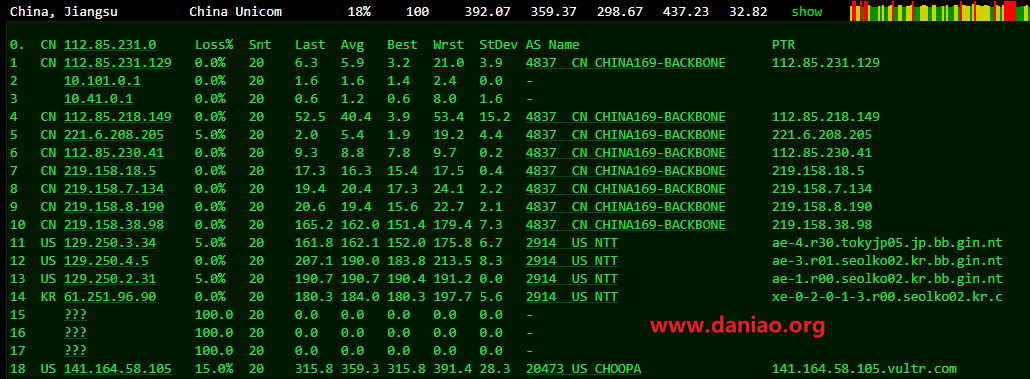 China, Jiangsu China Unicom 18% 100 392.07 359.37 298.67 437.23 32.82 show
0. CN 112.85.231.0 Loss% Snt Last Avg Best Wrst StDev AS Name PTR
1 CN 112.85.231.129 0.0% 20 6.3 5.9 3.2 21.0 3.9 4837 CN CHINA169-BACKBONE 112.85.231.129
2 10.101.0.1 0.0% 20 1.6 1.6 1.4 2.4 0.0 -
3 10.41.0.1 0.0% 20 0.6 1.2 0.6 8.0 1.6 -
4 CN 112.85.218.149 0.0% 20 52.5 40.4 3.9 53.4 15.2 4837 CN CHINA169-BACKBONE 112.85.218.149
5 CN 221.6.208.205 5.0% 20 2.0 5.4 1.9 19.2 4.4 4837 CN CHINA169-BACKBONE 221.6.208.205
6 CN 112.85.230.41 0.0% 20 9.3 8.8 7.8 9.7 0.2 4837 CN CHINA169-BACKBONE 112.85.230.41
7 CN 219.158.18.5 0.0% 20 17.3 16.3 15.4 17.5 0.4 4837 CN CHINA169-BACKBONE 219.158.18.5
8 CN 219.158.7.134 0.0% 20 19.4 20.4 17.3 24.1 2.2 4837 CN CHINA169-BACKBONE 219.158.7.134
9 CN 219.158.8.190 0.0% 20 20.6 19.4 15.6 22.7 2.1 4837 CN CHINA169-BACKBONE 219.158.8.190
10 CN 219.158.38.98 0.0% 20 165.2 162.0 151.4 179.4 7.3 4837 CN CHINA169-BACKBONE 219.158.38.98
11 US 129.250.3.34 5.0% 20 161.8 162.1 152.0 175.8 6.7 2914 US NTT ae-4.r30.tokyjp05.jp.bb.gin.nt
12 US 129.250.4.5 0.0% 20 207.1 190.0 183.8 213.5 8.3 2914 US NTT ae-3.r01.seolko02.kr.bb.gin.nt
13 US 129.250.2.31 5.0% 20 190.7 190.7 190.4 191.2 0.0 2914 US NTT ae-1.r00.seolko02.kr.bb.gin.nt
14 KR 61.251.96.90 0.0% 20 180.3 184.0 180.3 197.7 5.6 2914 US NTT xe-0-2-0-1-3.r00.seolko02.kr.c
15 ??? 100.0 20 0.0 0.0 0.0 0.0 0.0 -
16 ??? 100.0 20 0.0 0.0 0.0 0.0 0.0 -
17 ??? 100.0 20 0.0 0.0 0.0 0.0 0.0 -
www.daniao.org
18 US 141.164.58.105 15.0% 20 315.8 359.3 315.8 391.4 28.3 20473 US CHOOPA 141.164.58.105.vultr.com